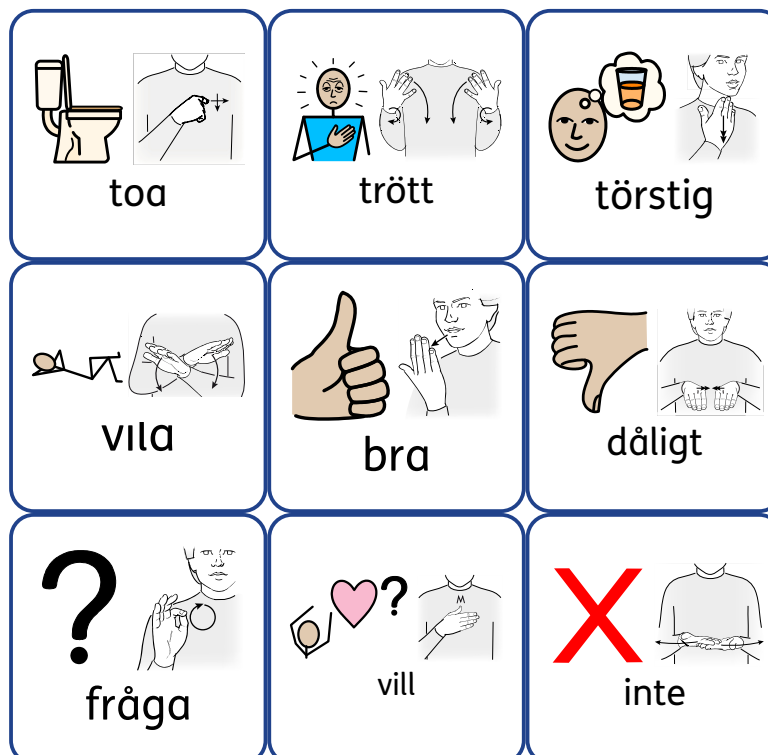 toa
trött
törstig
vila
bra
dåligt
?
fråga
?
M
vill
X
inte